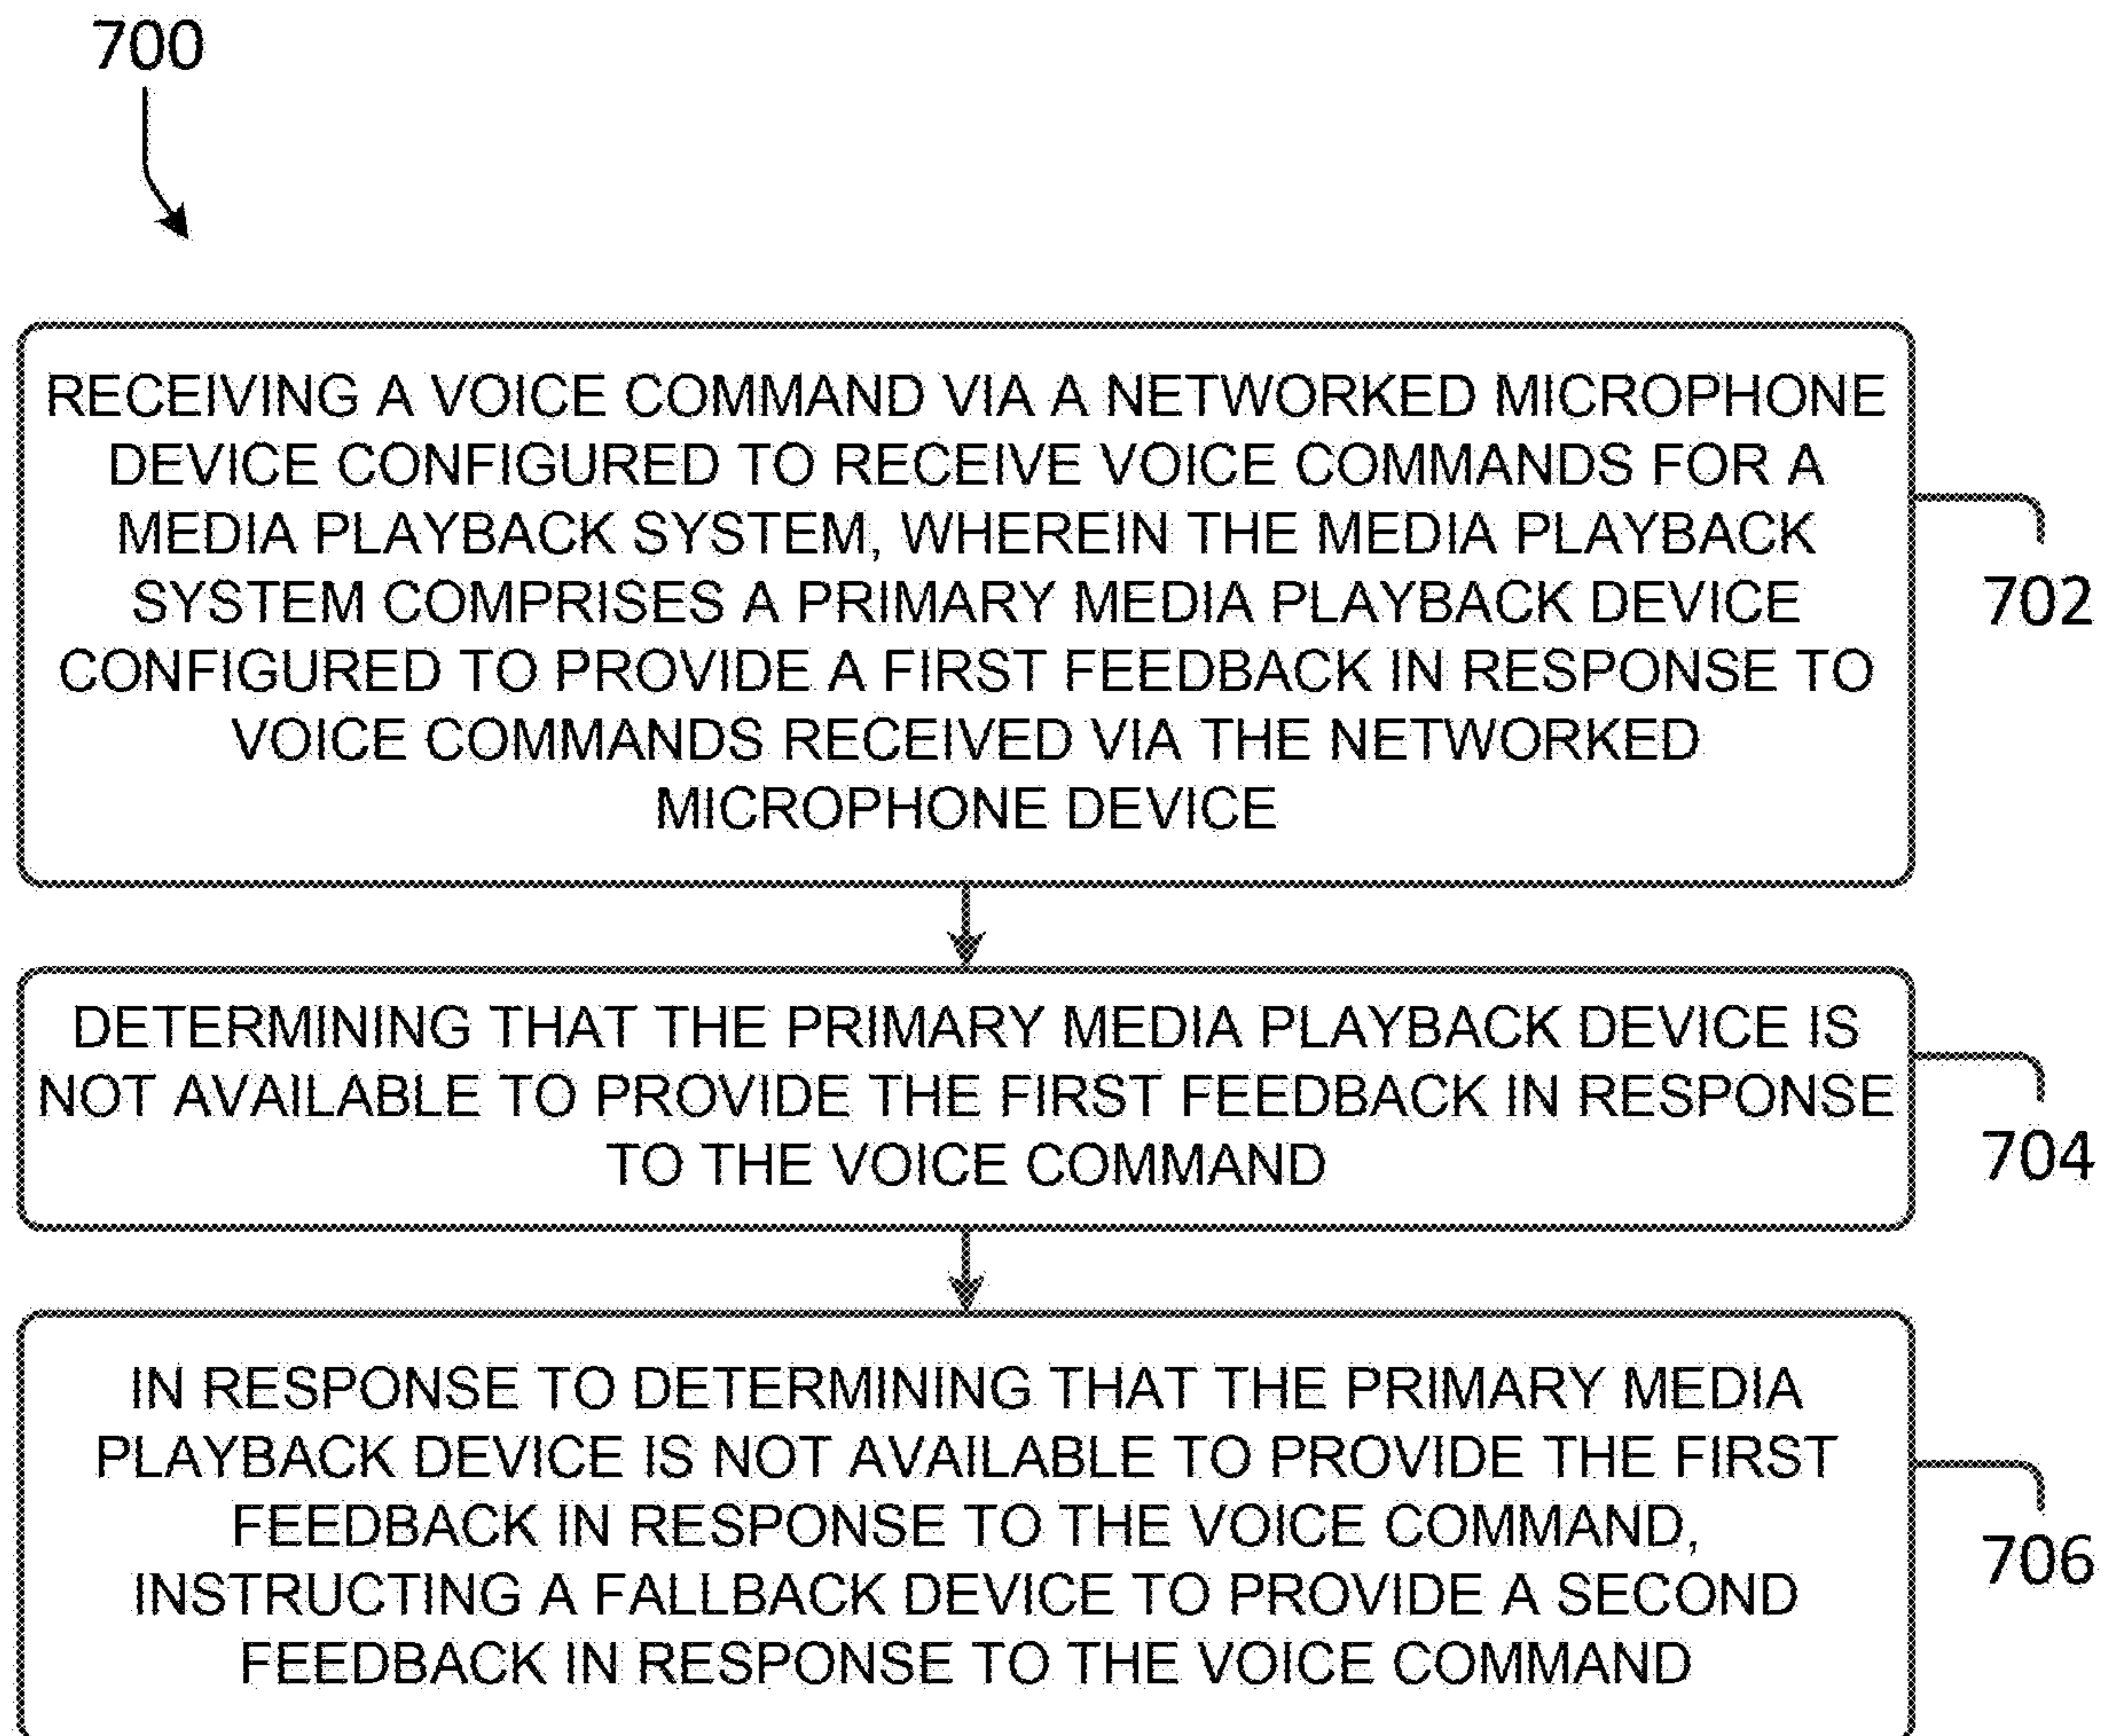 700
RECEIVING A VOICE COMMAND VIA A NETWORKED MICROPHONE
DEVICE CONFIGURED TO RECEIVE VOICE COMMANDS FOR A
MEDIA PLAYBACK SYSTEM, WHEREIN THE MEDIA PLAYBACK
SYSTEM COMPRISES A PRIMARY MEDIA PLAYBACK DEVICE
CONFIGURED TO PROVIDE A FIRST FEEDBACK IN RESPONSE TO
VOICE COMMANDS RECEIVED VIA THE NETWORKED
MICROPHONE DEVICE
702
DETERMINING THAT THE PRIMARY MEDIA PLAYBACK DEVICE IS
NOT AVAILABLE TO PROVIDE THE FIRST FEEDBACK IN RESPONSE
TO THE VOICE COMMAND
704
IN RESPONSE TO DETERMINING THAT THE PRIMARY MEDIA
PLAYBACK DEVICE IS NOT AVAILABLE TO PROVIDE THE FIRST
FEEDBACK IN RESPONSE TO THE VOICE COMMAND,
INSTRUCTING A FALLBACK DEVICE TO PROVIDE A SECOND
FEEDBACK IN RESPONSE TO THE VOICE COMMAND
706